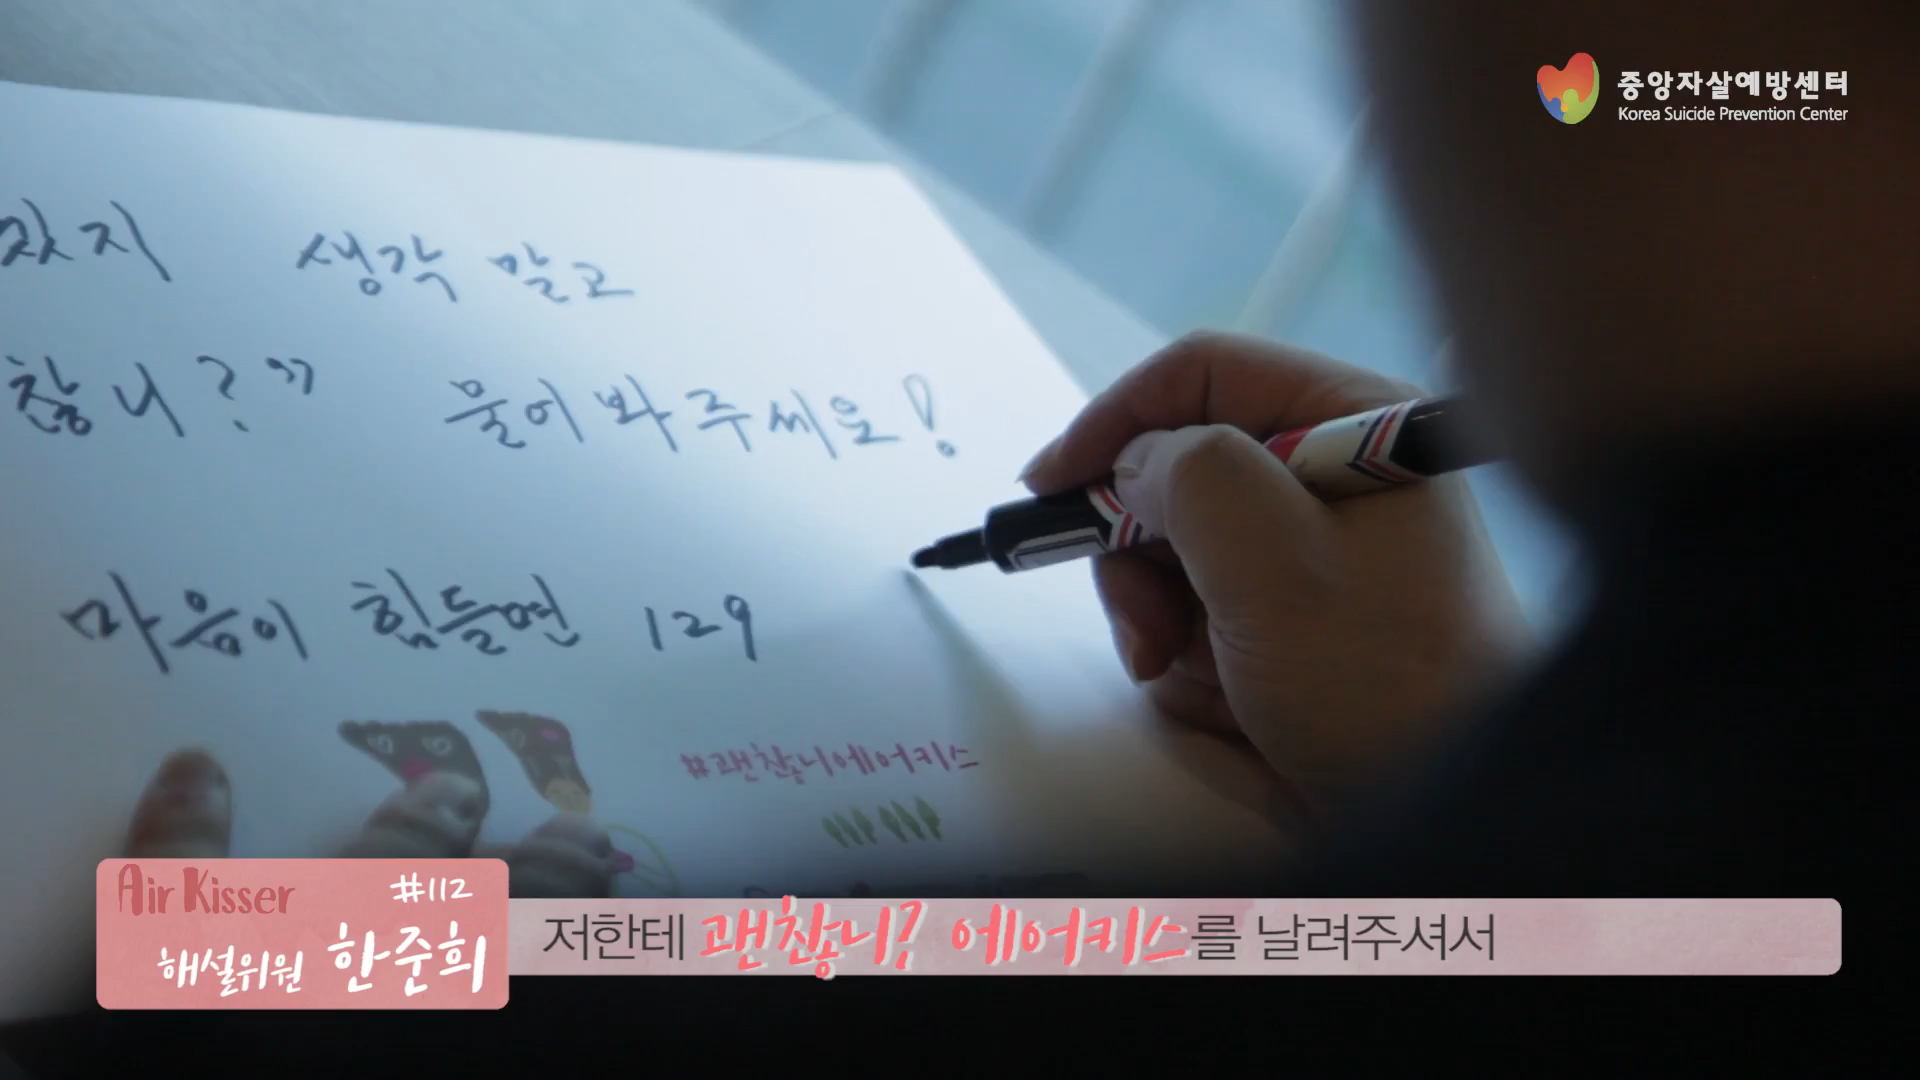 중앙자살예방센터
Korea Suicide Prevention Center
있지 생각 말고
찮니?" 물어봐 주세요!
마음이 힘들면 129
#괜찮니에어키스
Air Kisser #112
해설위원 한준희
저한테 괜찮니? 에어키스를 날려주셔서